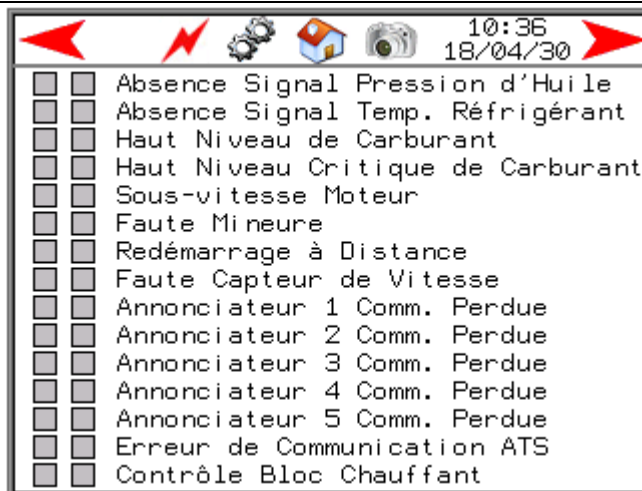 10:36
18/04/30
Absence Signal Pression d'Huile
Absence Signal Temp. Réfrigérant
Haut Niveau de Carburant
Haut Niveau Critique de Carburant
Sous-vitesse Moteur
Faute Mineure
Redémarrage à Distance
Faute Capteur de Vitesse
Annonciateur 1 Comm. Perdue
Annonciateur 2 Comm. Perdue
Annonciateur 3 Comm. Perdue
Annonciateur 4 Comm. Perdue
Annonciateur 5 Comm. Perdue
Erreur de Communication ATS
Contrôle Bloc Chauffant